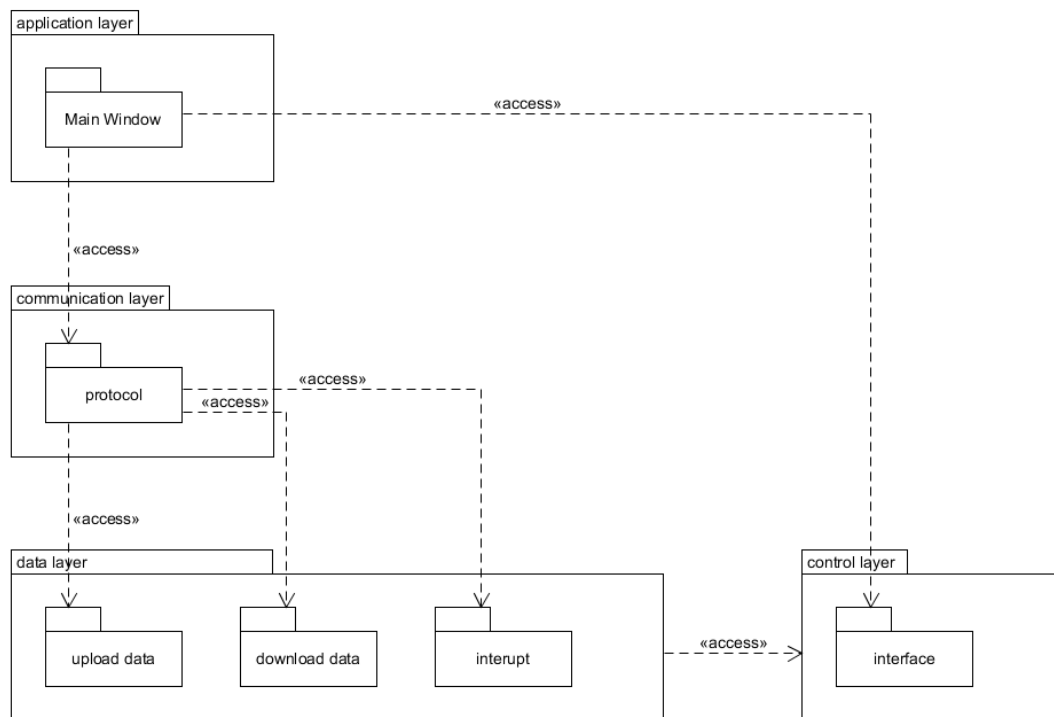 application layer
Main Window
«access»
«access»
communication layer
protocol
«access»
«access»
«access»
data layer
control layer
upload data
download data
interupt
«access»
interface